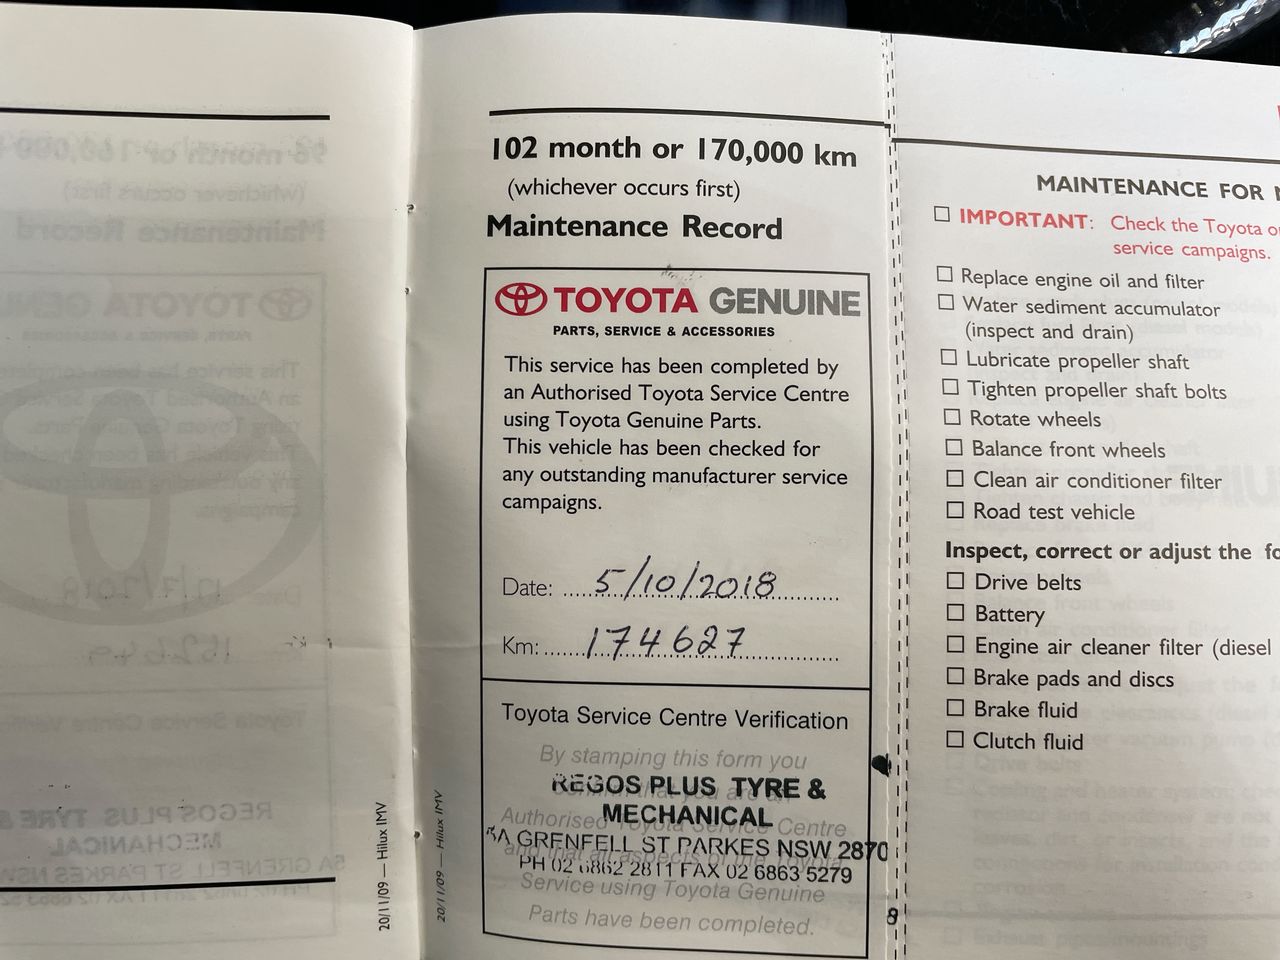 102 month or 170,000 km
(whichever occurs first)
Maintenance Record
TOYOTA GENUINE
PARTS, SERVICE & ACCESSORIES
This service has been completed by
an Authorised Toyota Service Centre
using Toyota Genuine Parts.
This vehicle has been checked for
any outstanding manufacturer service
campaigns.
Date: 5/10/2018
Km: 174627
Toyota Service Centre Verification
By stamping this form you
REGOS PLUS TYRE &
MECHANICAL
Authorised Toyota Service Centre
5A GRENFELL ST PARKES NSW 2870
PH 02 6862 2811 FAX 02 6863 5279
Service using Toyota Genuine
Parts have been completed.
20/11/09 — Hilux IMV
20/11/09 — Hilux IMV
8
MAINTENANCE FOR
IMPORTANT: Check the Toyota
service campaigns.
Replace engine oil and filter
Water sediment accumulator
(inspect and drain)
Lubricate propeller shaft
Tighten propeller shaft bolts
Rotate wheels
Balance front wheels
Clean air conditioner filter
Road test vehicle
Inspect, correct or adjust the
Drive belts
Battery
Engine air cleaner filter (diesel
Brake pads and discs
Brake fluid
Clutch fluid